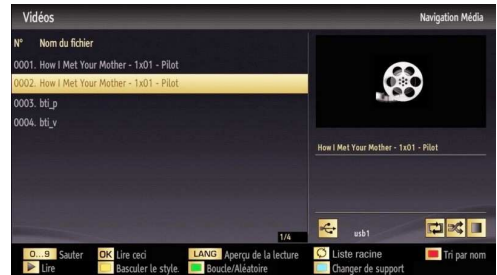 Vidéos
Navigation Média
N° Nom du fichier
0001. How I Met Your Mother - 1x01 - Pilot
0002. How I Met Your Mother - 1x01 - Pilot
0003. bti_p
0004. bti_v
How I Met Your Mother - 1x01 - Pilot
1/4
usb1
0...9 Sauter
OK Lire ceci
LANG Aperçu de la lecture
Liste racine
Tri par nom
Lire
Basculer le style.
Boucle/Aléatoire
Changer de support